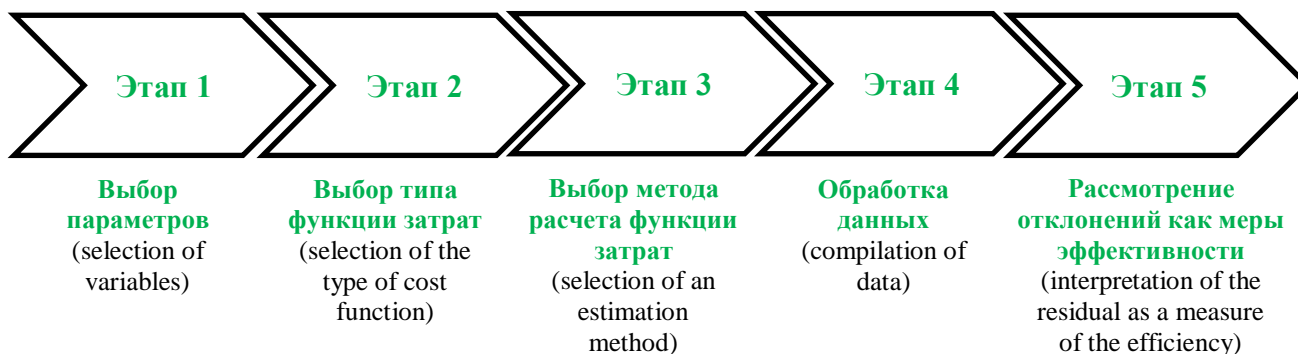 Этап 1
Этап 2
Этап 3
Этап 4
Этап 5
Выбор
параметров
(selection of
variables)
Выбор типа
функции затрат
(selection of the
type of cost
function)
Выбор метода
расчета функции
затрат
(selection of an
estimation
method)
Обработка
данных
(compilation of
data)
Рассмотрение
отклонений как меры
эффективности
(interpretation of the
residual as a measure
of the efficiency)